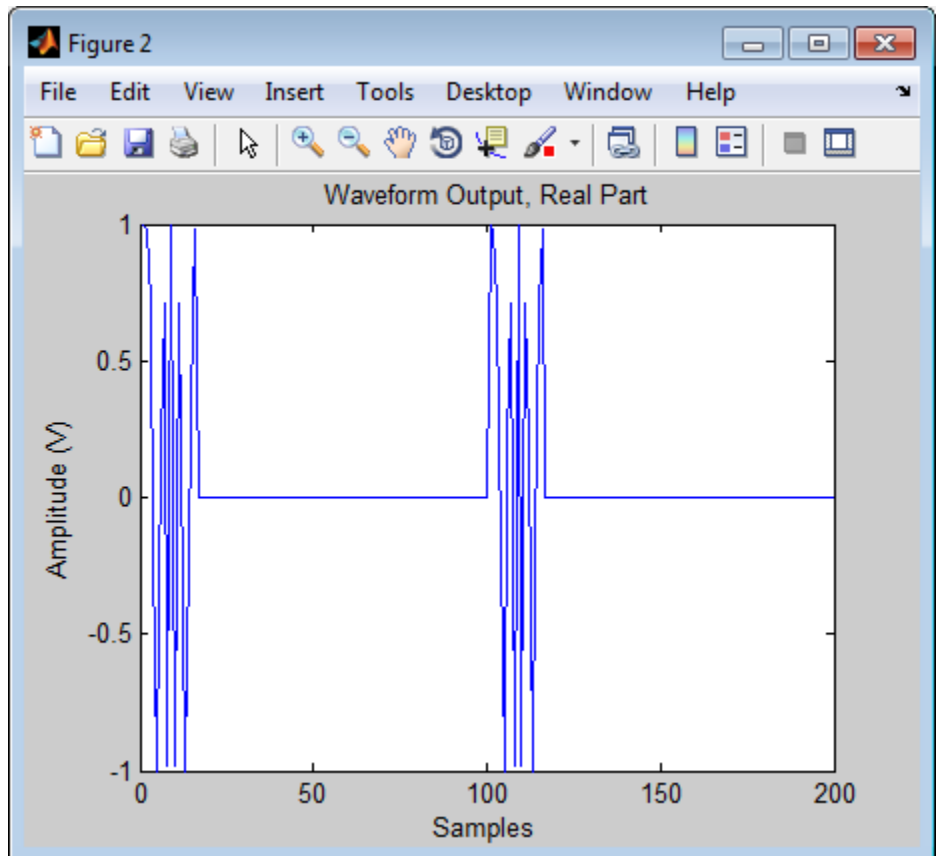 Figure 2
File Edit View Insert Tools Desktop Window Help
Waveform Output, Real Part
1
0.5
0
-0.5
-1
Amplitude (V)
0 50 100 150 200
Samples